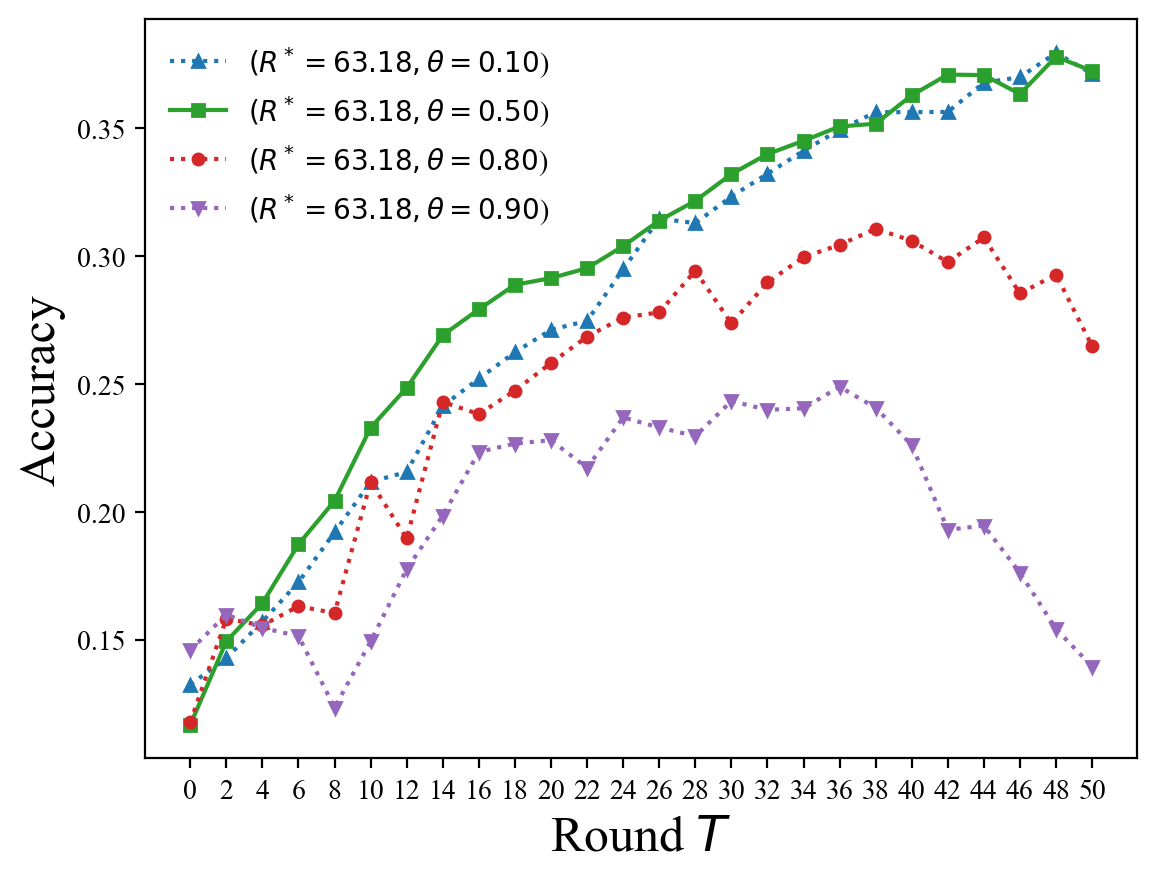 (R* = 63.18, θ = 0.10)
(R* = 63.18, θ = 0.50)
(R* = 63.18, θ = 0.80)
(R* = 63.18, θ = 0.90)
0.35
0.30
0.25
0.20
0.15
Accuracy
0 2 4 6 8 10 12 14 16 18 20 22 24 26 28 30 32 34 36 38 40 42 44 46 48 50
Round T